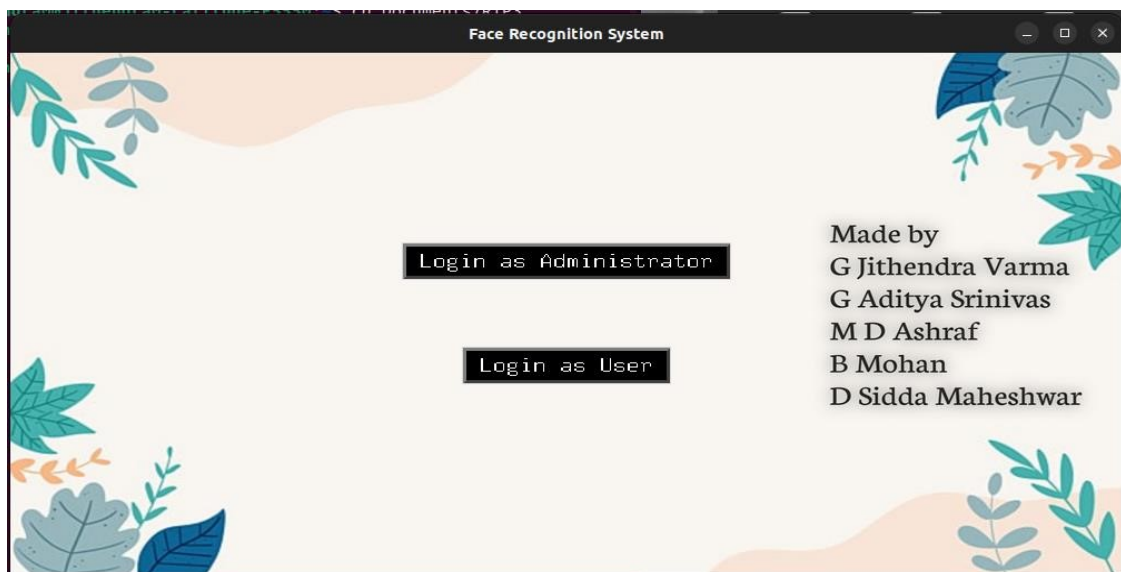 Face Recognition System
Made by
Login as Administrator
G Jithendra Varma
G Aditya Srinivas
M D Ashraf
Login as User
B Mohan
D Sidda Maheshwar